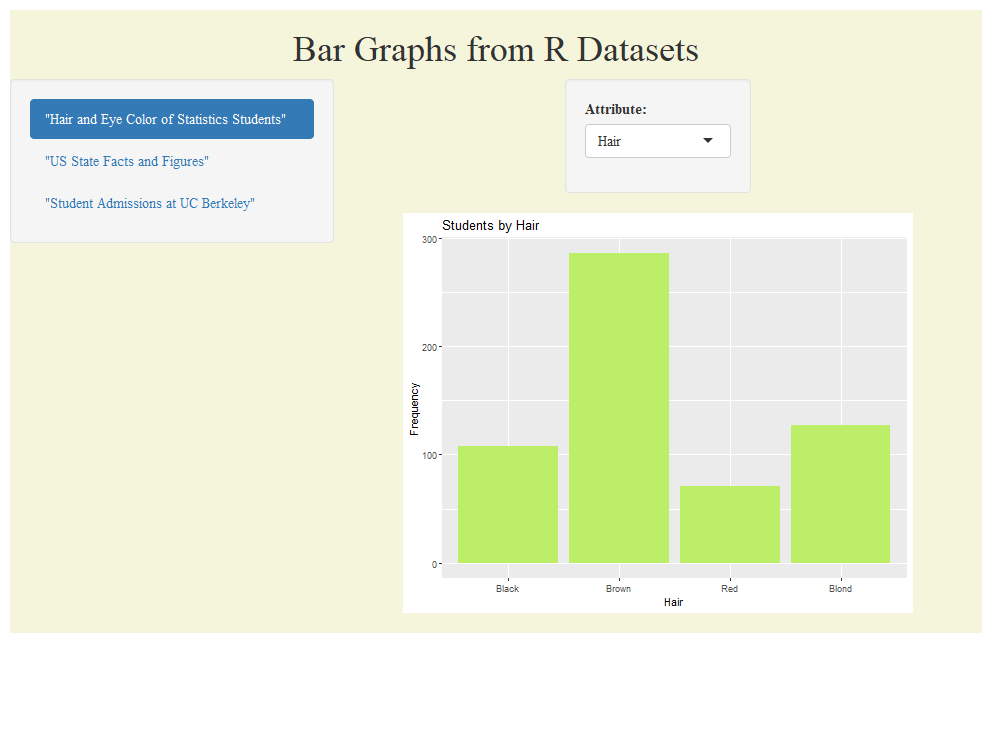 Bar Graphs from R Datasets
"Hair and Eye Color of Statistics Students"
"US State Facts and Figures"
"Student Admissions at UC Berkeley"
Attribute:
Hair
Students by Hair
300
200
100
0
Frequency
Black Brown Red Blond
Hair